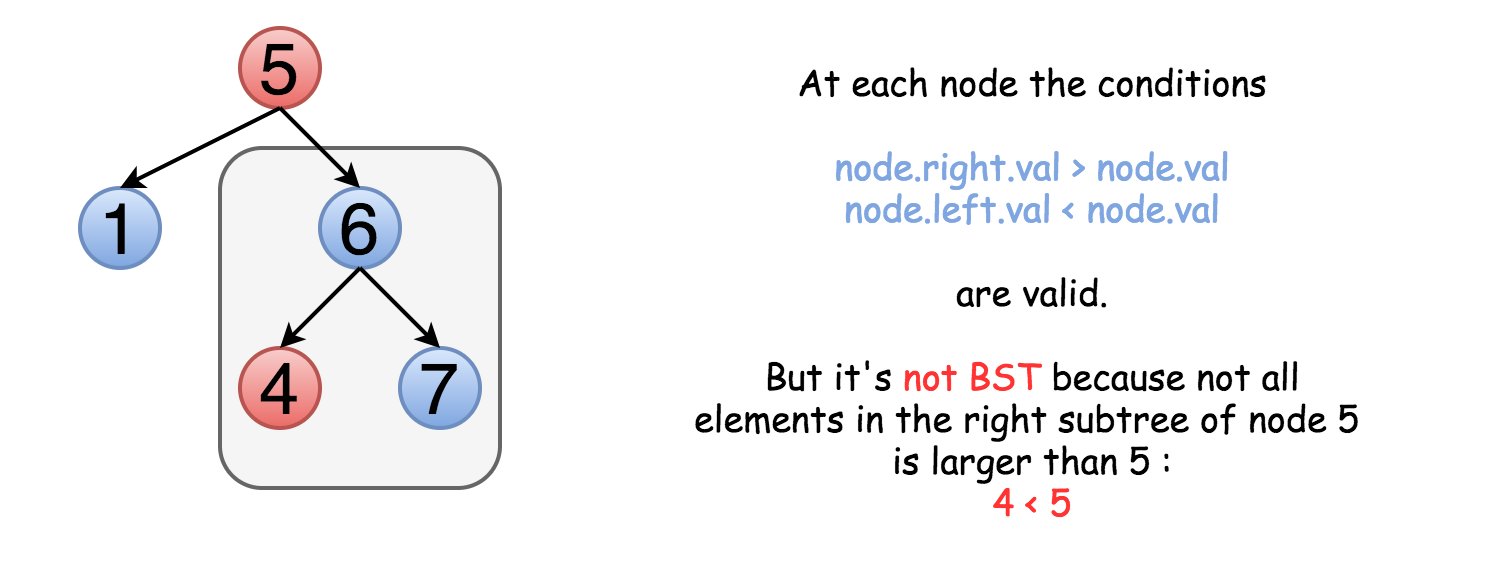 5
1
6
4
7
At each node the conditions
node.right.val > node.val
node.left.val < node.val
are valid.
But it's not BST because not all
elements in the right subtree of node 5
is larger than 5 :
4 < 5